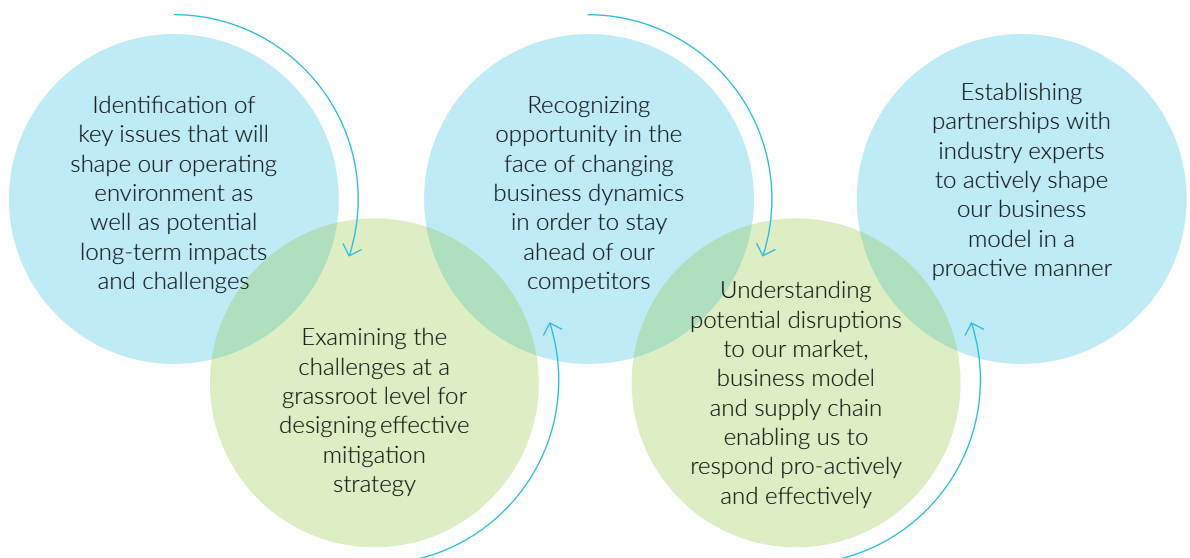 Identification of
key issues that will
shape our operating
environment as
well as potential
long-term impacts
and challenges
Examining the
challenges at a
grassroot level for
designing effective
mitigation
strategy
Recognizing
opportunity in the
face of changing
business dynamics
in order to stay
ahead of our
competitors
Understanding
potential disruptions
to our market,
business model
and supply chain
enabling us to
respond pro-actively
and effectively
Establishing
partnerships with
industry experts
to actively shape
our business
model in a
proactive manner